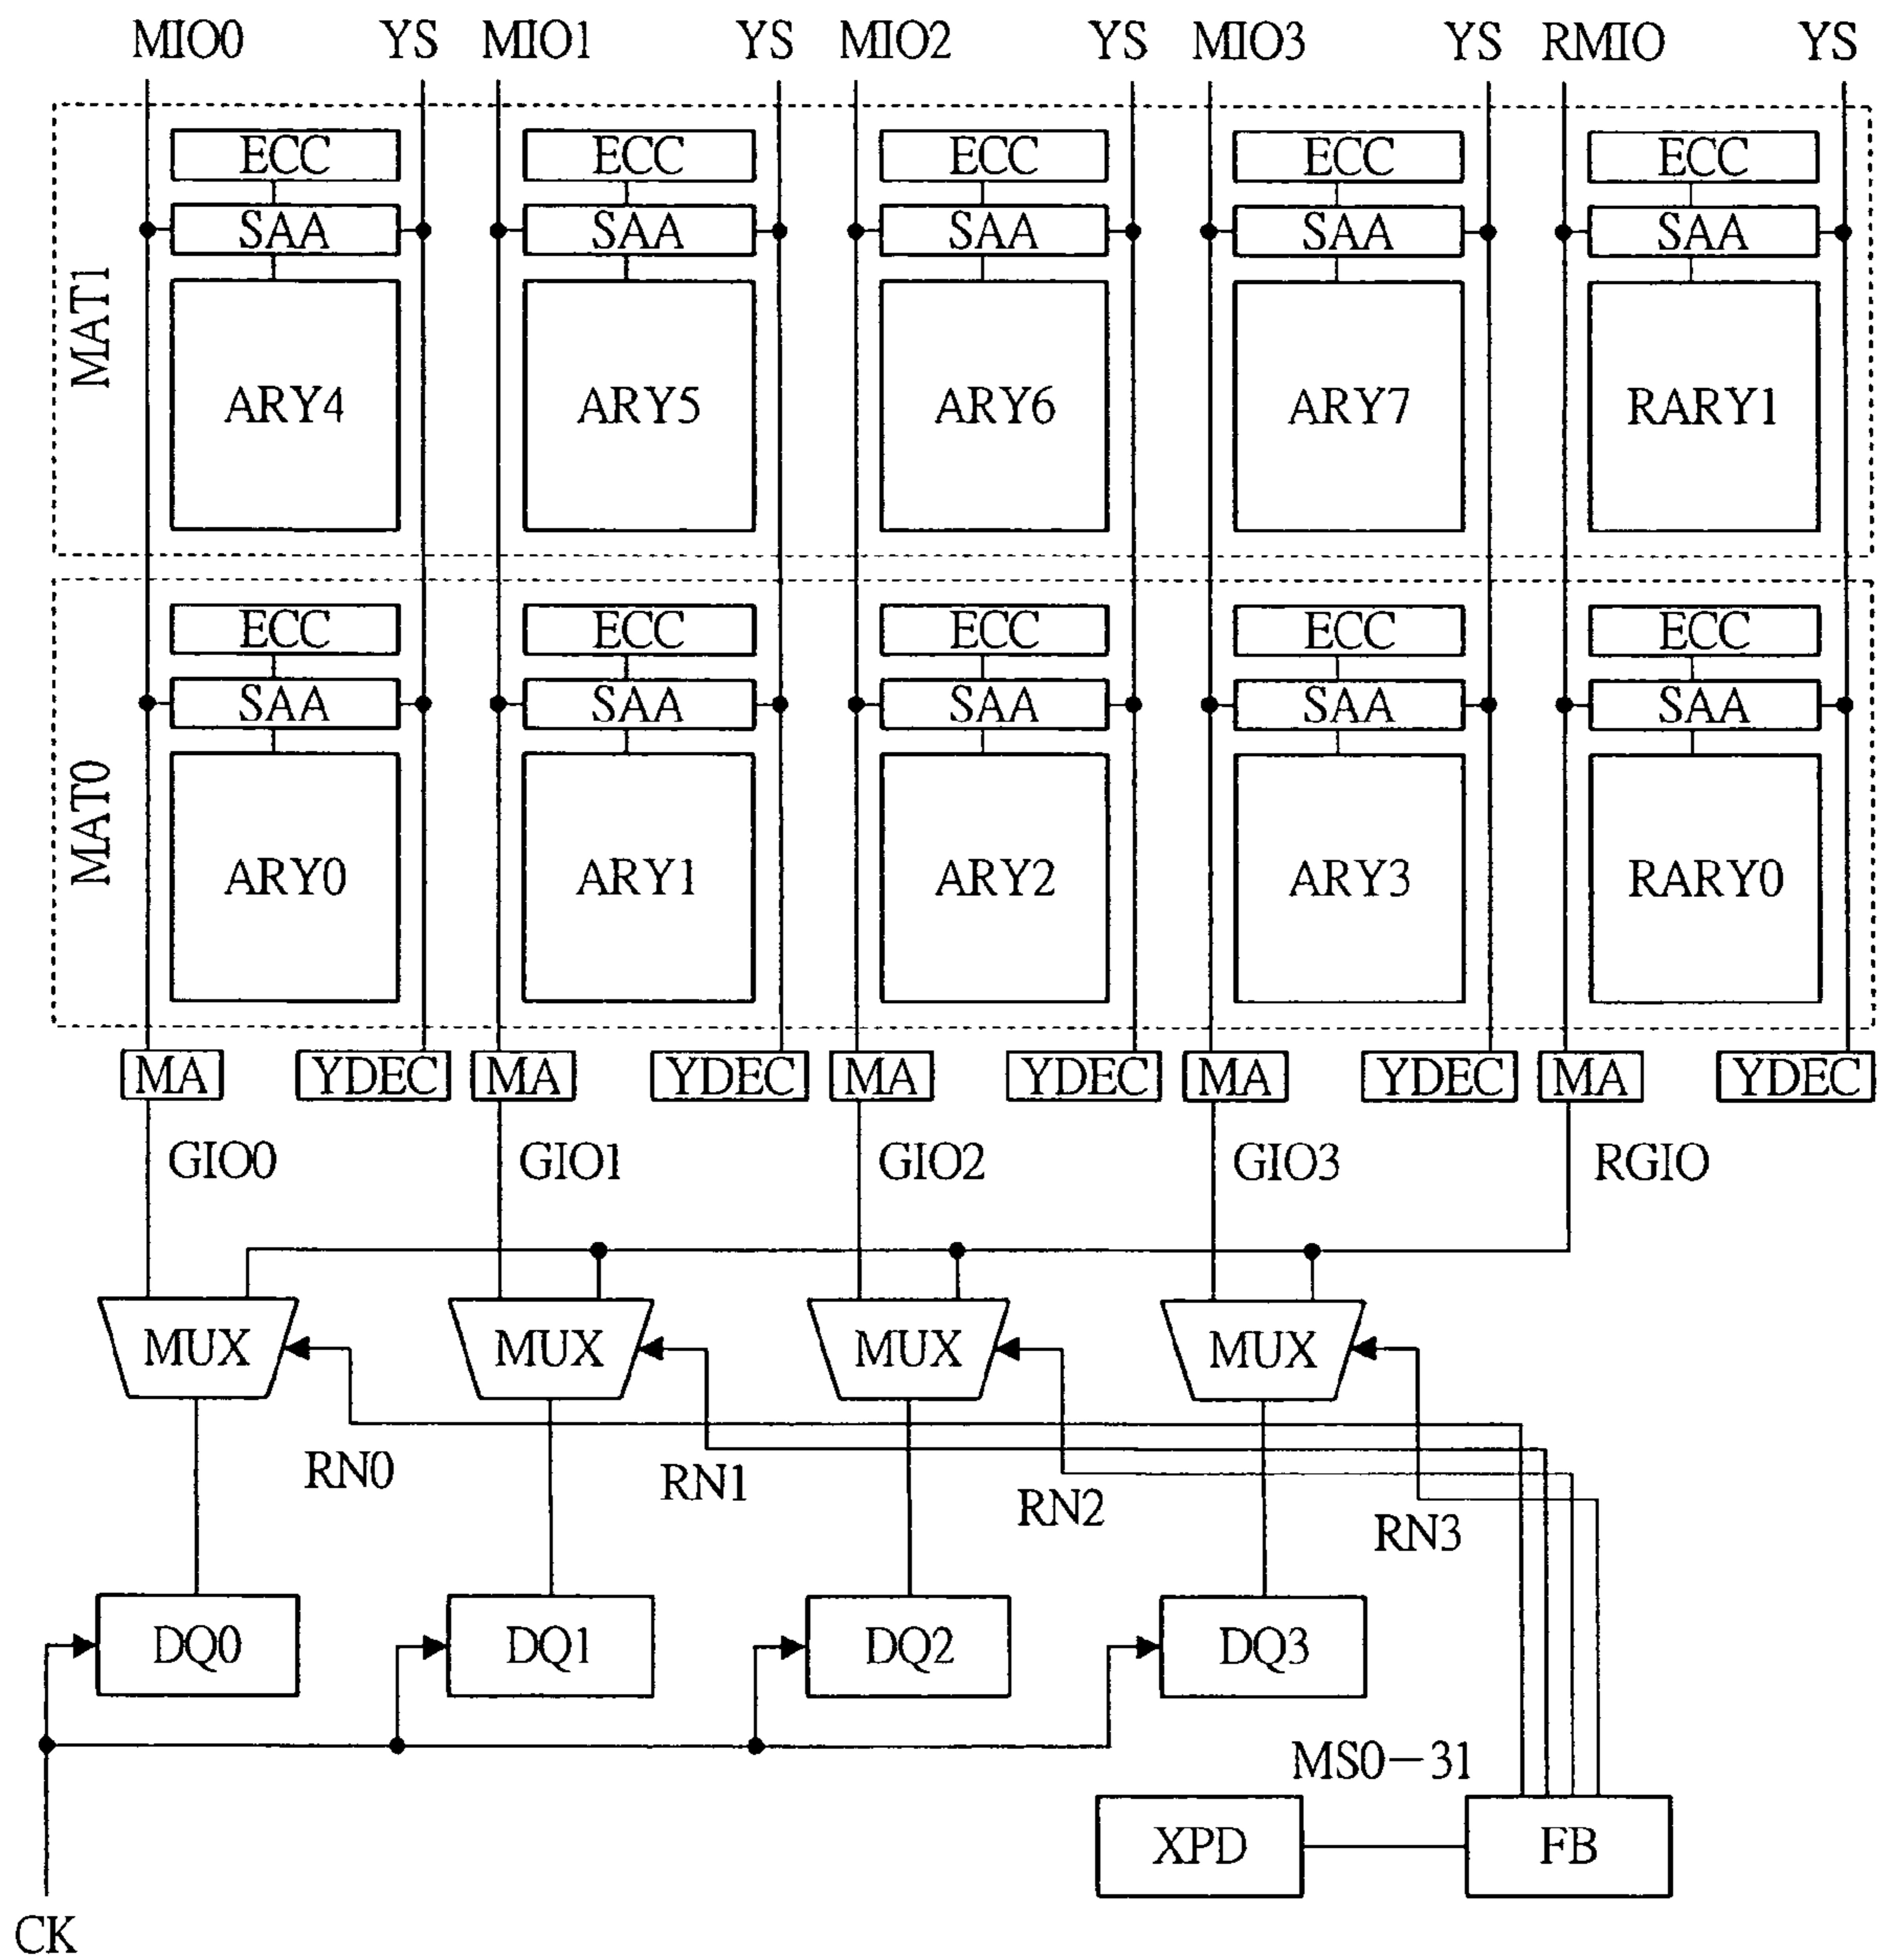 MIO0 YS MIO1 YS MIO2 YS MIO3 YS RMIO YS
MAT1
ECC ECC ECC ECC ECC
SAA SAA SAA SAA SAA
ARY4 ARY5 ARY6 ARY7 RARY1
MAT0
ECC ECC ECC ECC ECC
SAA SAA SAA SAA SAA
ARY0 ARY1 ARY2 ARY3 RARY0
MA YDEC MA YDEC MA YDEC MA YDEC MA YDEC
GIO0 GIO1 GIO2 GIO3 RGIO
MUX MUX MUX MUX
RN0 RN1 RN2 RN3
DQ0 DQ1 DQ2 DQ3
MS0-31
XPD FB
CK